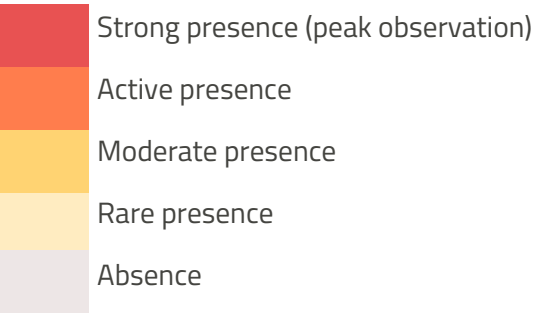 Strong presence (peak observation)
Active presence
Moderate presence
Rare presence
Absence